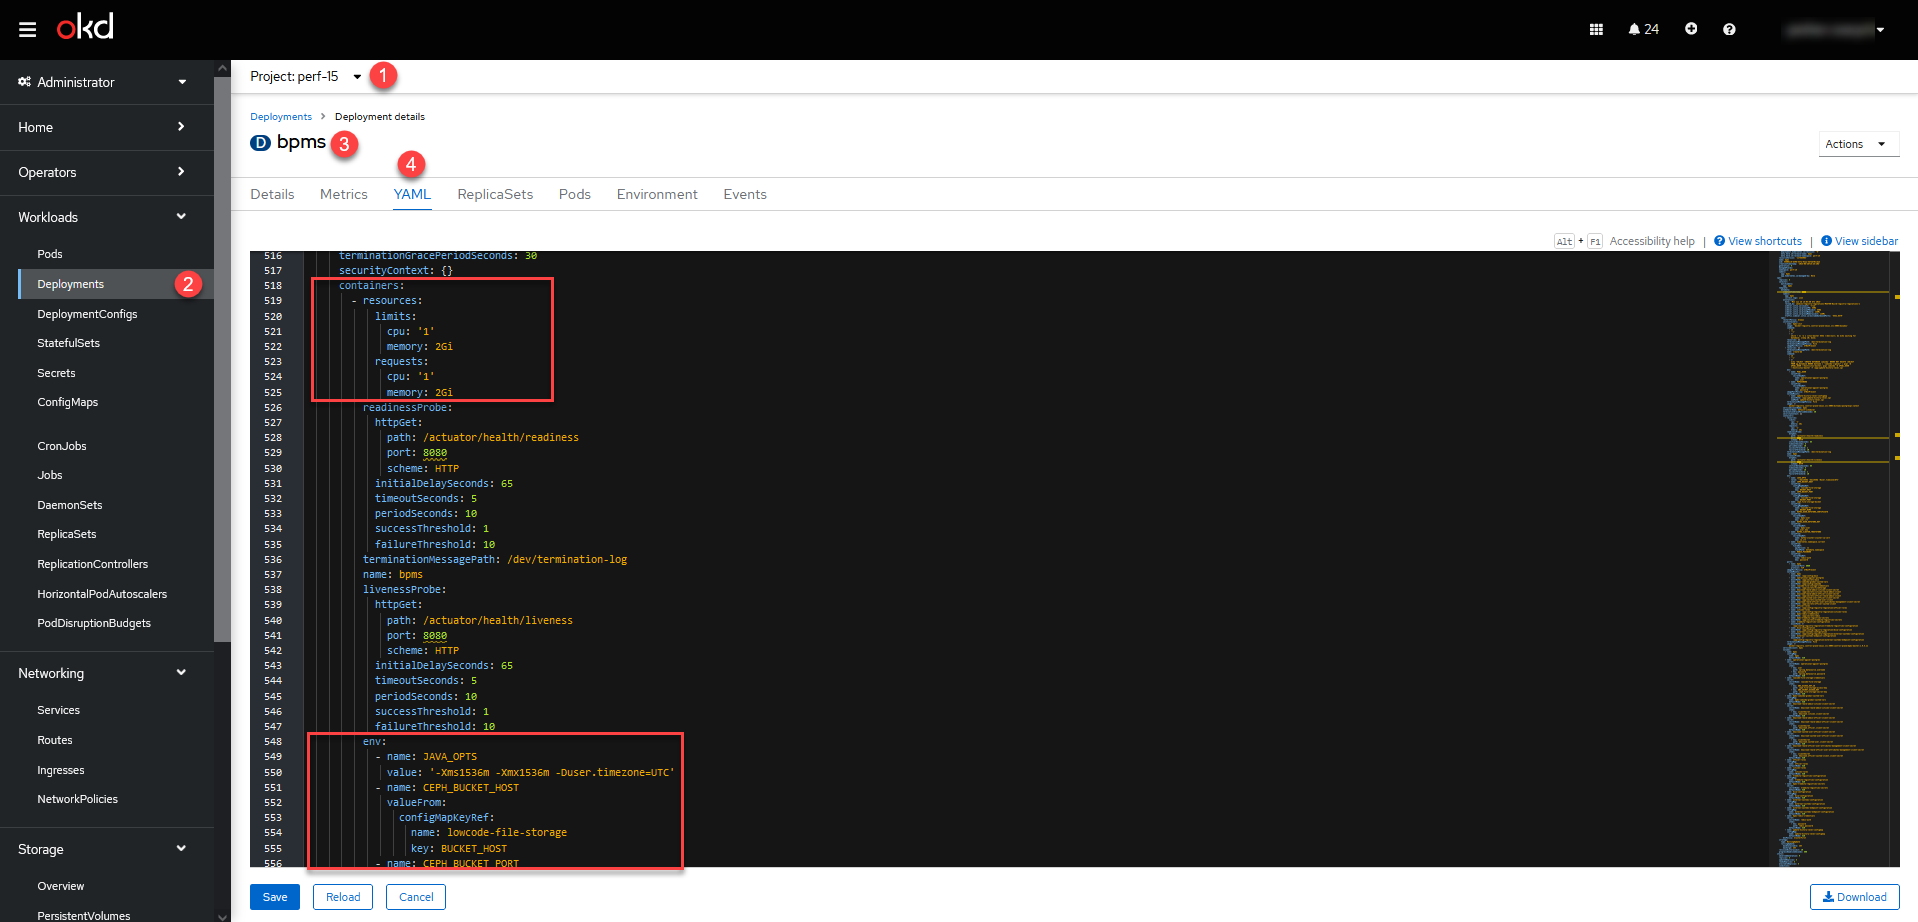 okd
24
Administrator
Home
Operators
Workloads
Pods
Deployments
2
DeploymentConfigs
StatefulSets
Secrets
ConfigMaps
CronJobs
Jobs
DaemonSets
ReplicaSets
ReplicationControllers
HorizontalPodAutoscalers
PodDisruptionBudgets
Networking
Services
Routes
Ingresses
NetworkPolicies
Storage
Overview
PersistentVolumes
Project: perf-15
1
Deployments > Deployment details
D bpms
3
4
Actions
Details Metrics YAML ReplicaSets Pods Environment Events
Alt + F1 Accessibility help | View shortcuts | View sidebar
516 terminationGracePeriodSeconds: 30
517 securityContext: {}
518 containers:
519 - resources:
520 limits:
521 cpu: '1'
522 memory: 2Gi
523 requests:
524 cpu: '1'
525 memory: 2Gi
526 readinessProbe:
527 httpGet:
528 path: /actuator/health/readiness
529 port: 8080
530 scheme: HTTP
531 initialDelaySeconds: 65
532 timeoutSeconds: 5
533 periodSeconds: 10
534 successThreshold: 1
535 failureThreshold: 10
536 terminationMessagePath: /dev/termination-log
537 name: bpms
538 livenessProbe:
539 httpGet:
540 path: /actuator/health/liveness
541 port: 8080
542 scheme: HTTP
543 initialDelaySeconds: 65
544 timeoutSeconds: 5
545 periodSeconds: 10
546 successThreshold: 1
547 failureThreshold: 10
548 env:
549 - name: JAVA_OPTS
550 value: '-Xms1536m -Xmx1536m -Duser.timezone=UTC'
551 - name: CEPH_BUCKET_HOST
552 valueFrom:
553 configMapKeyRef:
554 name: lowcode-file-storage
555 key: BUCKET_HOST
556 - name: CEPH_BUCKET_PORT
Save Reload Cancel Download